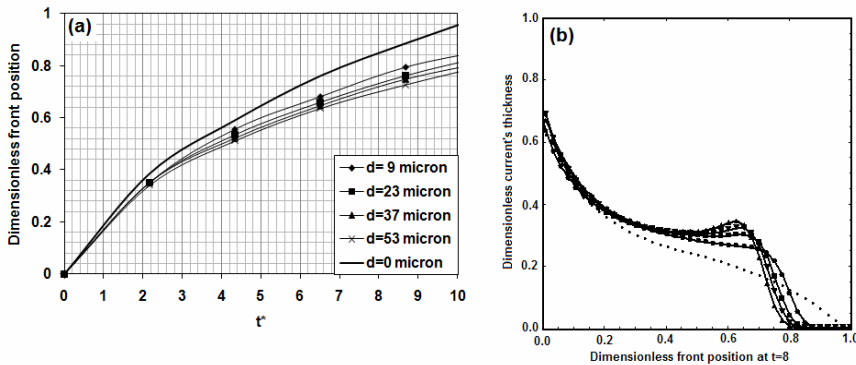 (a)
Dimensionless front position
1
0.8
0.6
0.4
0.2
0
0 1 2 3 4 5 6 7 8 9 10
t*
d= 9 micron
d=23 micron
d=37 micron
d=53 micron
d=0 micron
(b)
Dimensionless current's thickness
1.0
0.8
0.6
0.4
0.2
0.0
0.0 0.2 0.4 0.6 0.8 1.0
Dimensionless front position at t=8